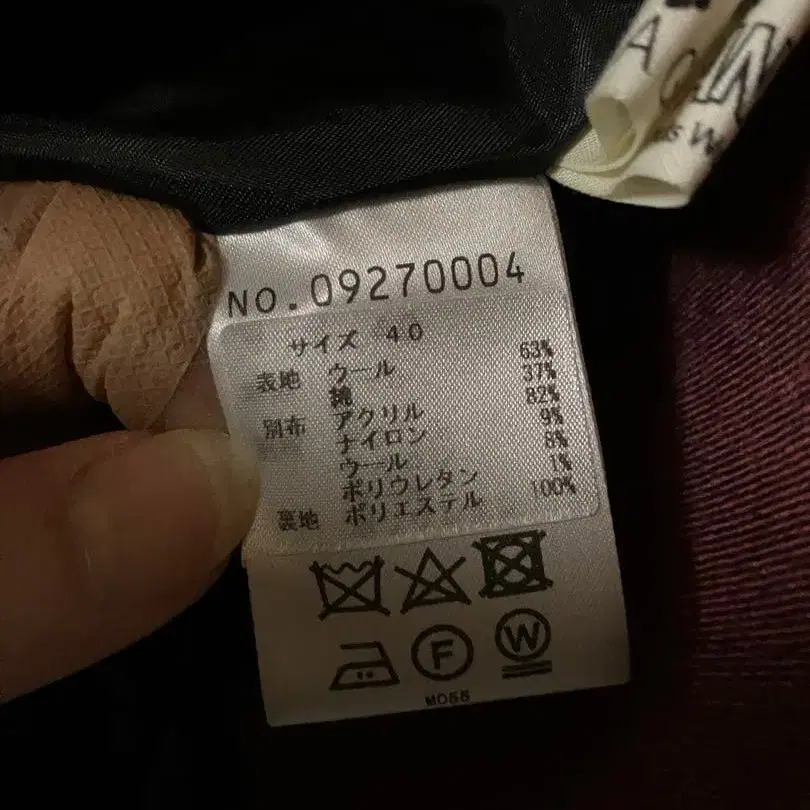 NO.09270004
サイズ 40
表地 ウール 63%
綿 37%
別布 アクリル 82%
ナイロン 9%
ウール 8%
ポリウレタン 1%
裏地 ポリエステル 100%
F
W
M055